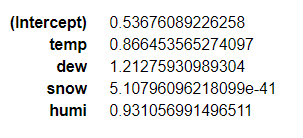 (Intercept) 0.53676089226258
temp 0.866453565274097
dew 1.21275930989304
snow 5.10796096218099e-41
humi 0.931056991496511